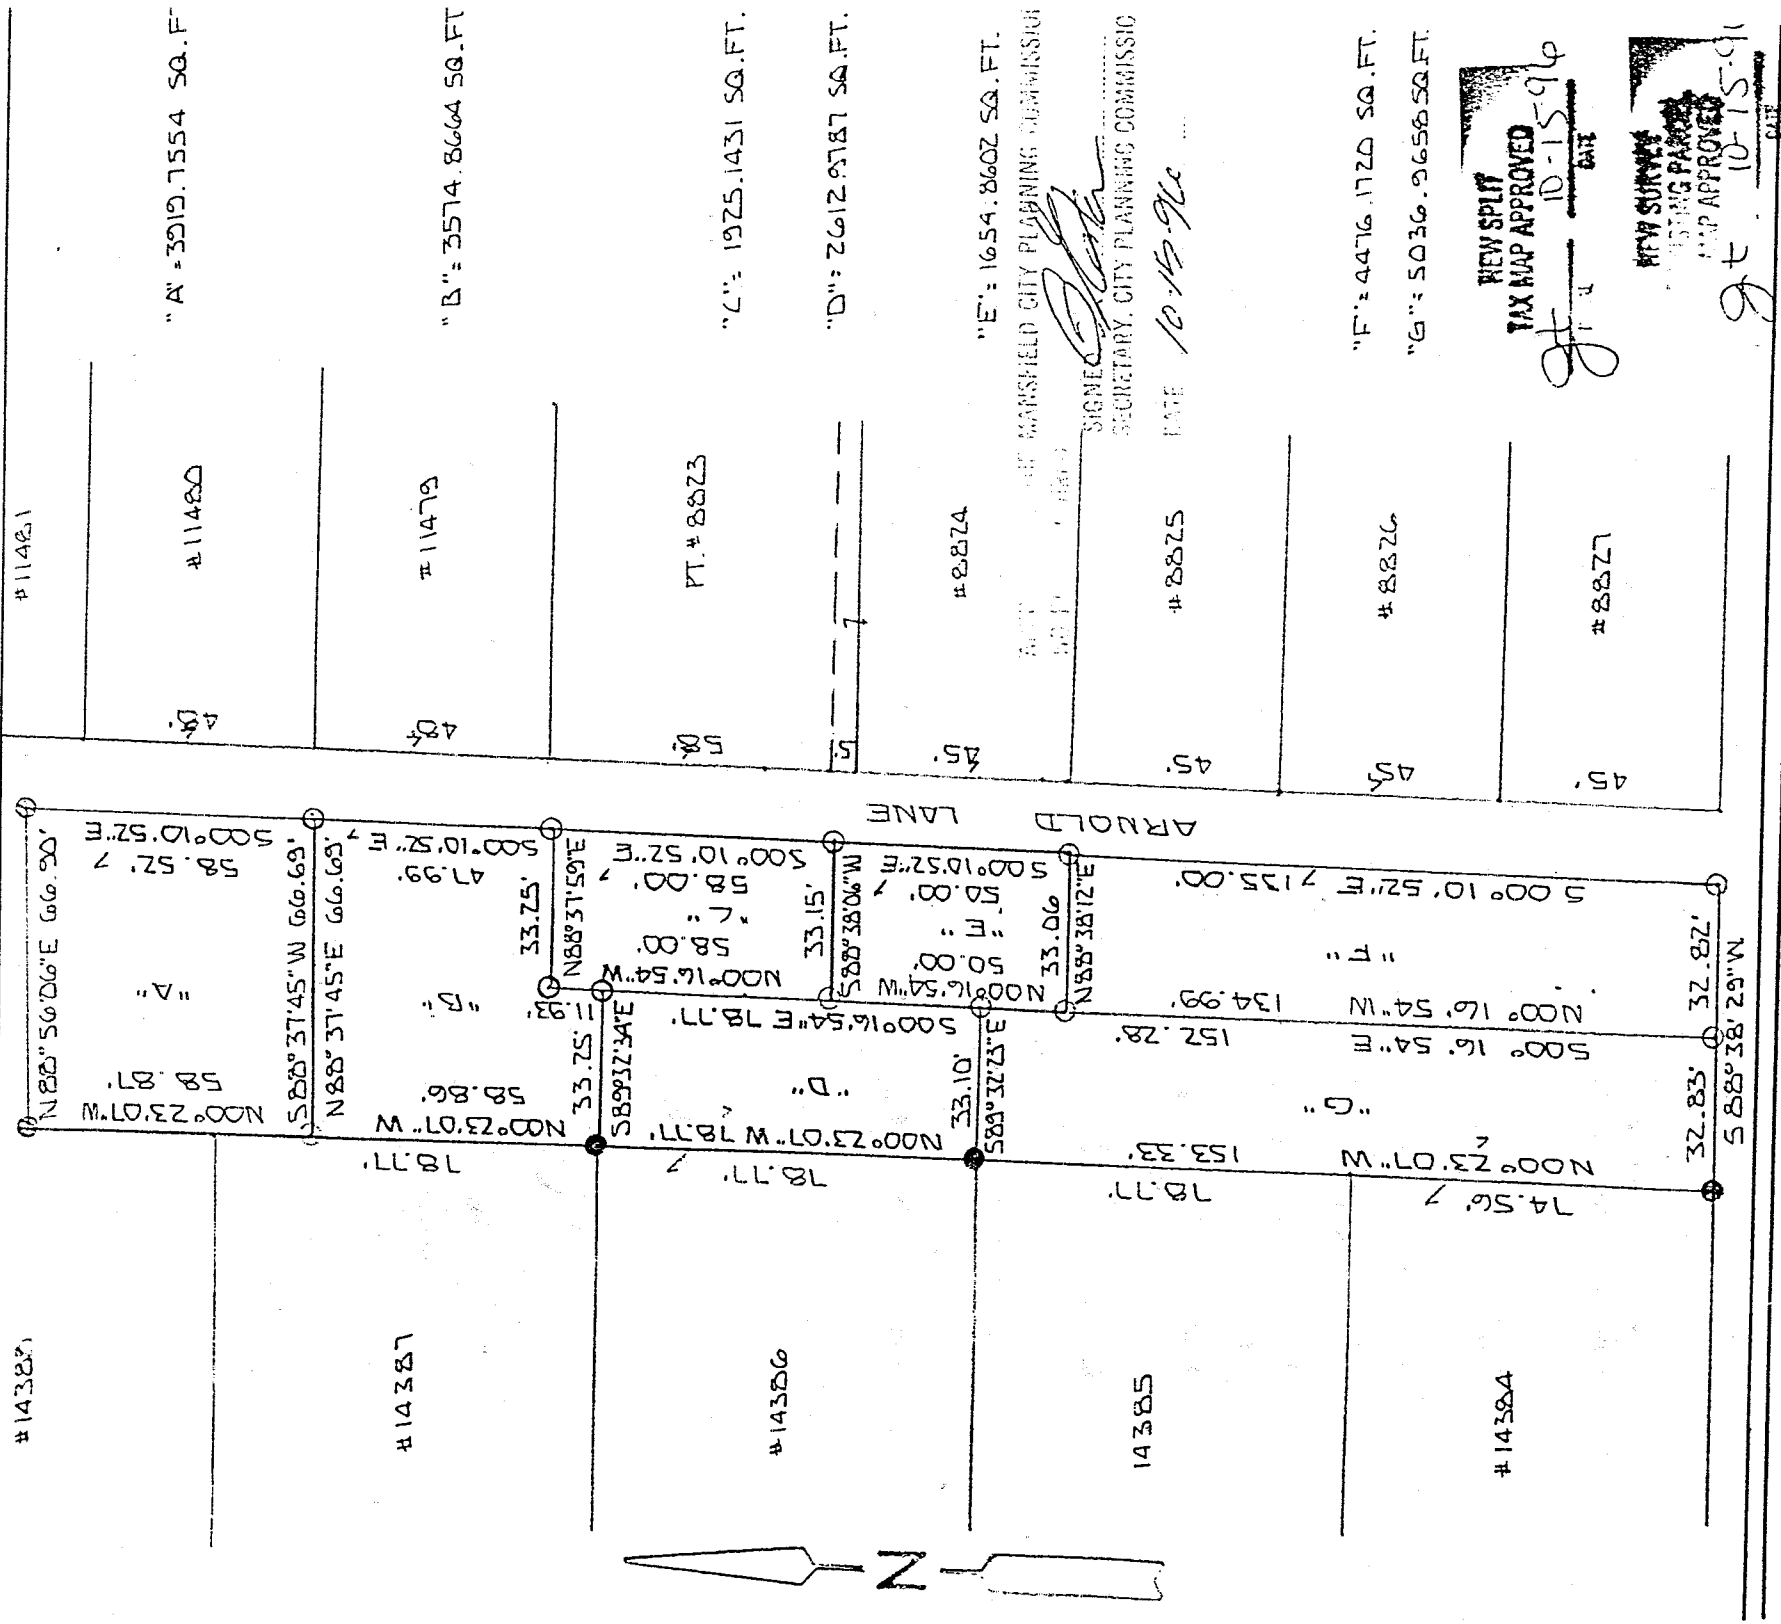 #11481
"A" = 3919.7554 SQ.FT
#11480
48'
"B" = 3574.8664 SQ.FT
#11479
48'
"C" = 1925.1431 SQ.FT.
PT. #8823
58'
"D" = 2612.9787 SQ.FT.
5'
"E" = 1654.8602 SQ.FT.
#8824
45'
MANSFIELD CITY PLANNING COMMISSION
SIGNED
SECRETARY, CITY PLANNING COMMISSIO
DATE 10-15-96
#8825
45'
"F" = 4476.1720 SQ.FT.
"G" = 5036.9658 SQ.FT.
#8826
45'
NEW SPLIT
TAX MAP APPROVED
10-15-96
DATE
#8827
45'
NEW SURVEY
MAP APPROVED
10-15-9
DATE
ARNOLD LANE
N88°56'06"E 66.90'
S00°10'52"E
58.52'
"A"
58.87'
N00°23'07"W
S88°37'45"W 66.69'
N88°37'45"E 66.69'
S00°10'52"E
47.99'
"B"
58.86'
N00°23'07"W
78.77'
33.25'
N88°37'59"E
11.93'
33.25'
S89°32'34"E
S00°10'52"E
58.00'
"C"
58.00'
N00°16'54"W
33.15'
S88°38'06"W
S00°16'54"E 78.77'
"D"
N00°23'07"W 78.77'
78.77'
S00°10'52"E
50.00'
"E"
50.00'
N00°16'54"W
33.06
N88°38'12"E
33.10'
S89°32'23"E
S00°10'52"E 135.00'
"F"
N00°16'54"W 134.99'
S00°16'54"E 152.28'
"G"
N00°23'07"W 153.33'
78.77'
74.56'
32.82'
32.83'
S88°38'29"W
#14388
#14387
#14386
14385
#14384
N